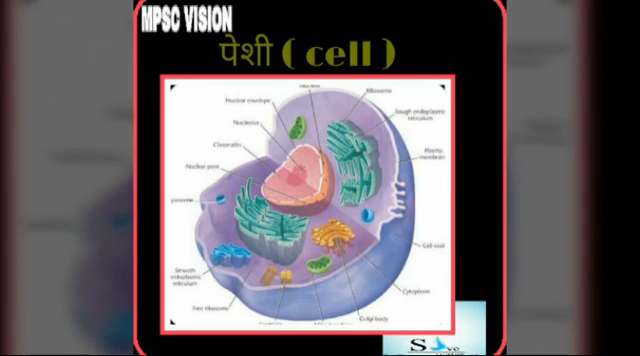 MPSC VISION
पेशी ( cell )
Ribosome
Nuclear envelope
Rough endoplasmic
reticulum
Nucleolus
Chromatin
Plasma
membran
Nuclear pore
Cell coat
Smooth
endoplasmic
reticulum
Cytoplasm
Free ribosome
Golgi body